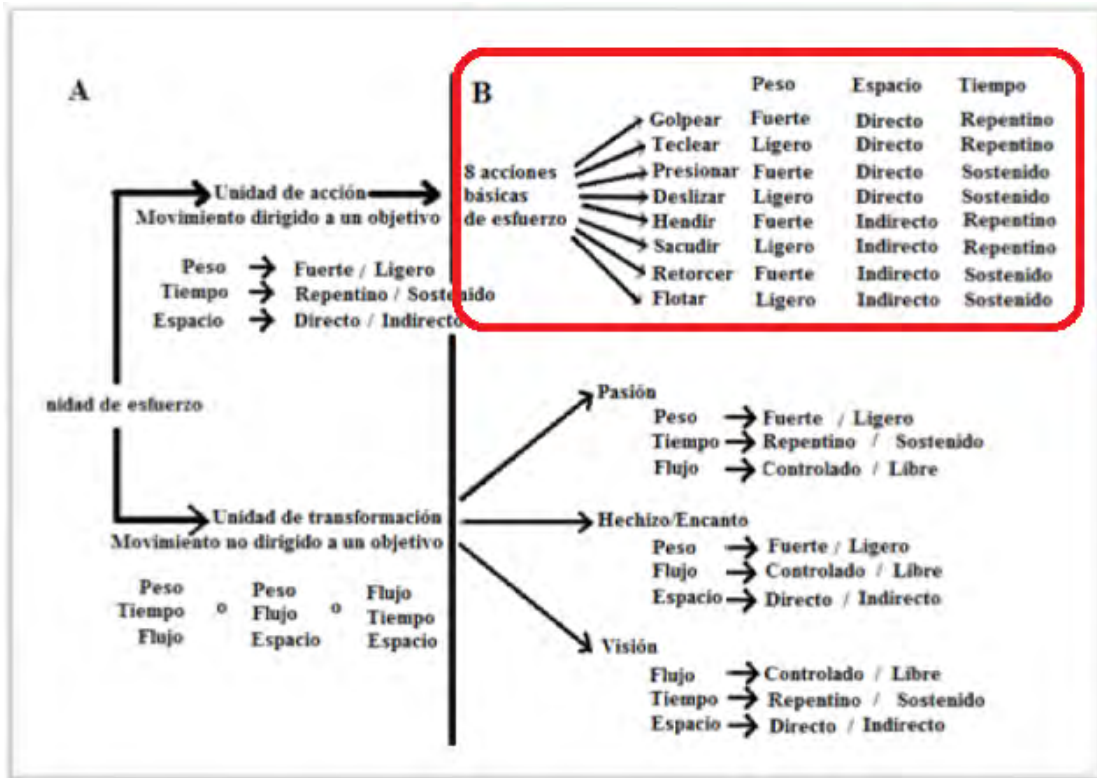 A
Unidad de acción
Movimiento dirigido a un objetivo
Peso → Fuerte / Ligero
Tiempo → Repentino / Sostenido
Espacio → Directo / Indirecto
nidad de esfuerzo
Unidad de transformación
Movimiento no dirigido a un objetivo
Peso Peso Flujo
Tiempo o Flujo o Tiempo
Flujo Espacio Espacio
B
Peso Espacio Tiempo
8 acciones
básicas
de esfuerzo
Golpear Fuerte Directo Repentino
Teclear Ligero Directo Repentino
Presionar Fuerte Directo Sostenido
Deslizar Ligero Directo Sostenido
Hendir Fuerte Indirecto Repentino
Sacudir Ligero Indirecto Repentino
Retorcer Fuerte Indirecto Sostenido
Flotar Ligero Indirecto Sostenido
Pasión
Peso → Fuerte / Ligero
Tiempo → Repentino / Sostenido
Flujo → Controlado / Libre
Hechizo/Encanto
Peso → Fuerte / Ligero
Flujo → Controlado / Libre
Espacio → Directo / Indirecto
Visión
Flujo → Controlado / Libre
Tiempo → Repentino / Sostenido
Espacio → Directo / Indirecto